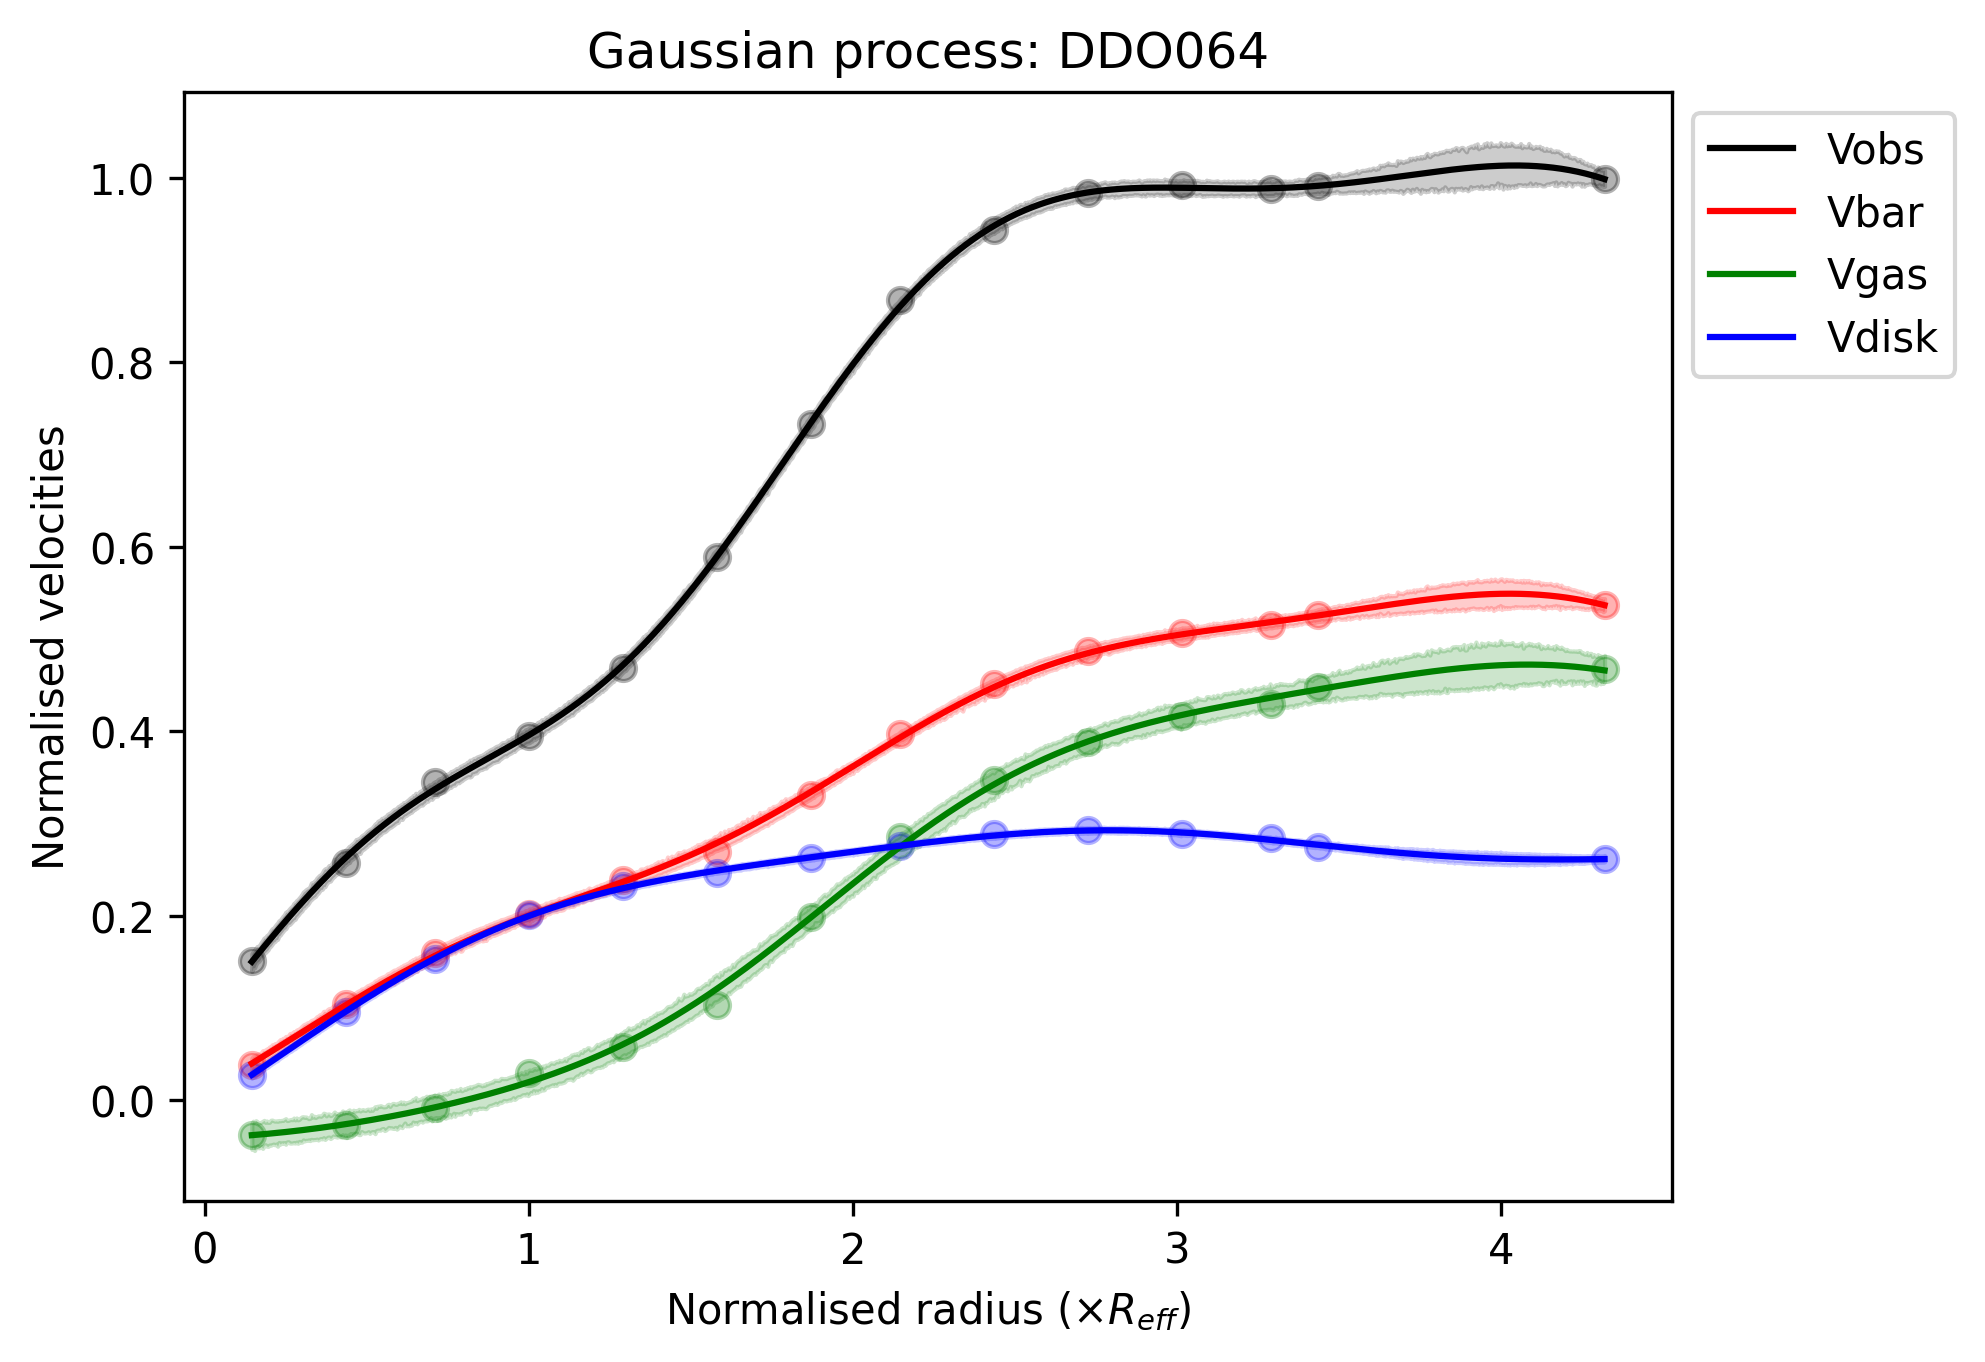 Gaussian process: DDO064
Normalised velocities
1.0
0.8
0.6
0.4
0.2
0.0
0 1 2 3 4
Normalised radius (×R_eff)
Vobs
Vbar
Vgas
Vdisk